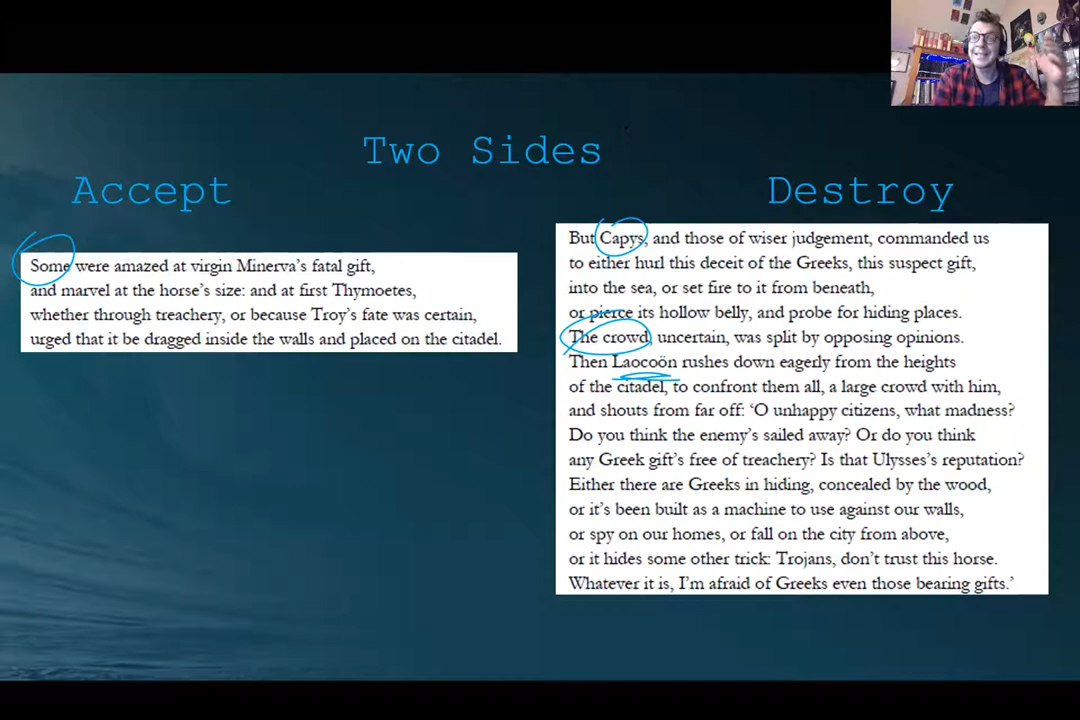 Two Sides
Accept
Destroy
Some were amazed at virgin Minerva's fatal gift,
and marvel at the horse's size: and at first Thymoetes,
whether through treachery, or because Troy's fate was certain,
urged that it be dragged inside the walls and placed on the citadel.
But Capys, and those of wiser judgement, commanded us
to either hurl this deceit of the Greeks, this suspect gift,
into the sea, or set fire to it from beneath,
or pierce its hollow belly, and probe for hiding places.
The crowd, uncertain, was split by opposing opinions.
Then Laocoön rushes down eagerly from the heights
of the citadel, to confront them all, a large crowd with him,
and shouts from far off: 'O unhappy citizens, what madness?
Do you think the enemy's sailed away? Or do you think
any Greek gift's free of treachery? Is that Ulysses's reputation?
Either there are Greeks in hiding, concealed by the wood,
or it's been built as a machine to use against our walls,
or spy on our homes, or fall on the city from above,
or it hides some other trick: Trojans, don't trust this horse.
Whatever it is, I'm afraid of Greeks even those bearing gifts.'